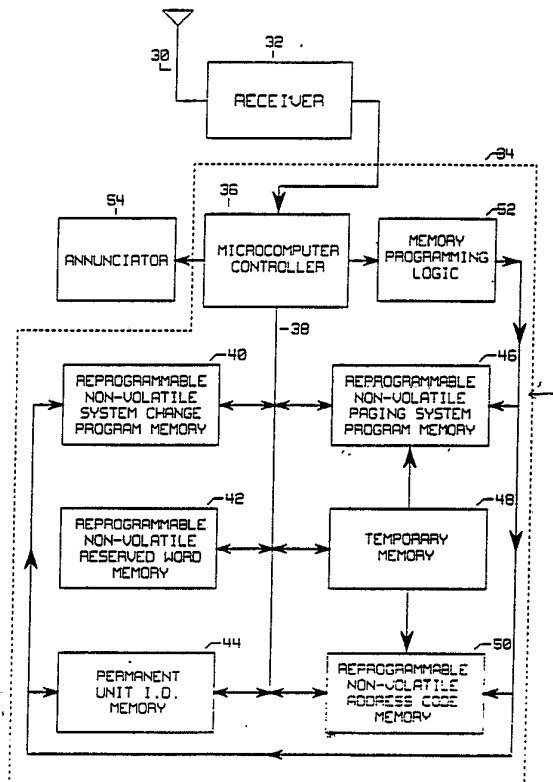 30
32
RECEIVER
34
36
MICROCOMPUTER
CONTROLLER
54
ANNUNCIATOR
52
MEMORY
PROGRAMMING
LOGIC
38
40
REPROGRAMMABLE
NON-VOLATILE
SYSTEM CHANGE
PROGRAM MEMORY
46
REPROGRAMMABLE
NON-VOLATILE
PAGING SYSTEM
PROGRAM MEMORY
42
REPROGRAMMABLE
NON-VOLATILE
RESERVED WORD
MEMORY
48
TEMPORARY
MEMORY
44
PERMANENT
UNIT I.D.
MEMORY
50
REPROGRAMMABLE
NON-VOLATILE
ADDRESS CODE
MEMORY